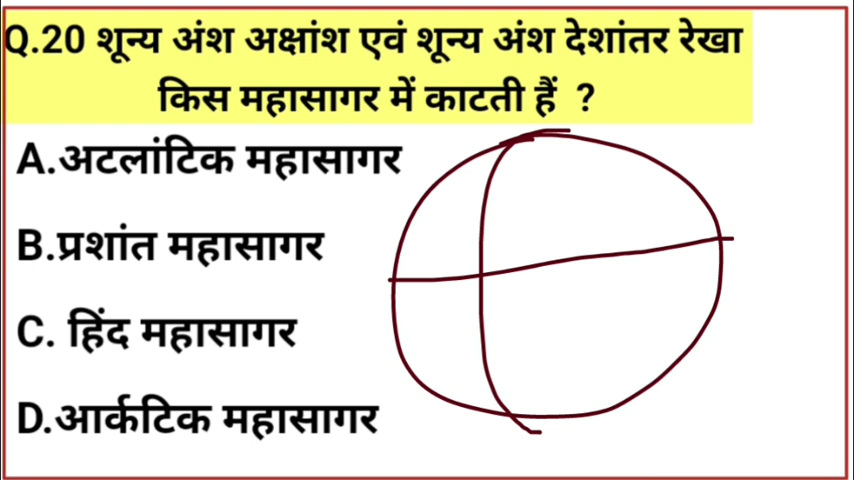 Q.20 शून्य अंश अक्षांश एवं शून्य अंश देशांतर रेखा
किस महासागर में काटती हैं ?
A.अटलांटिक महासागर
B.प्रशांत महासागर
C. हिंद महासागर
D.आर्कटिक महासागर